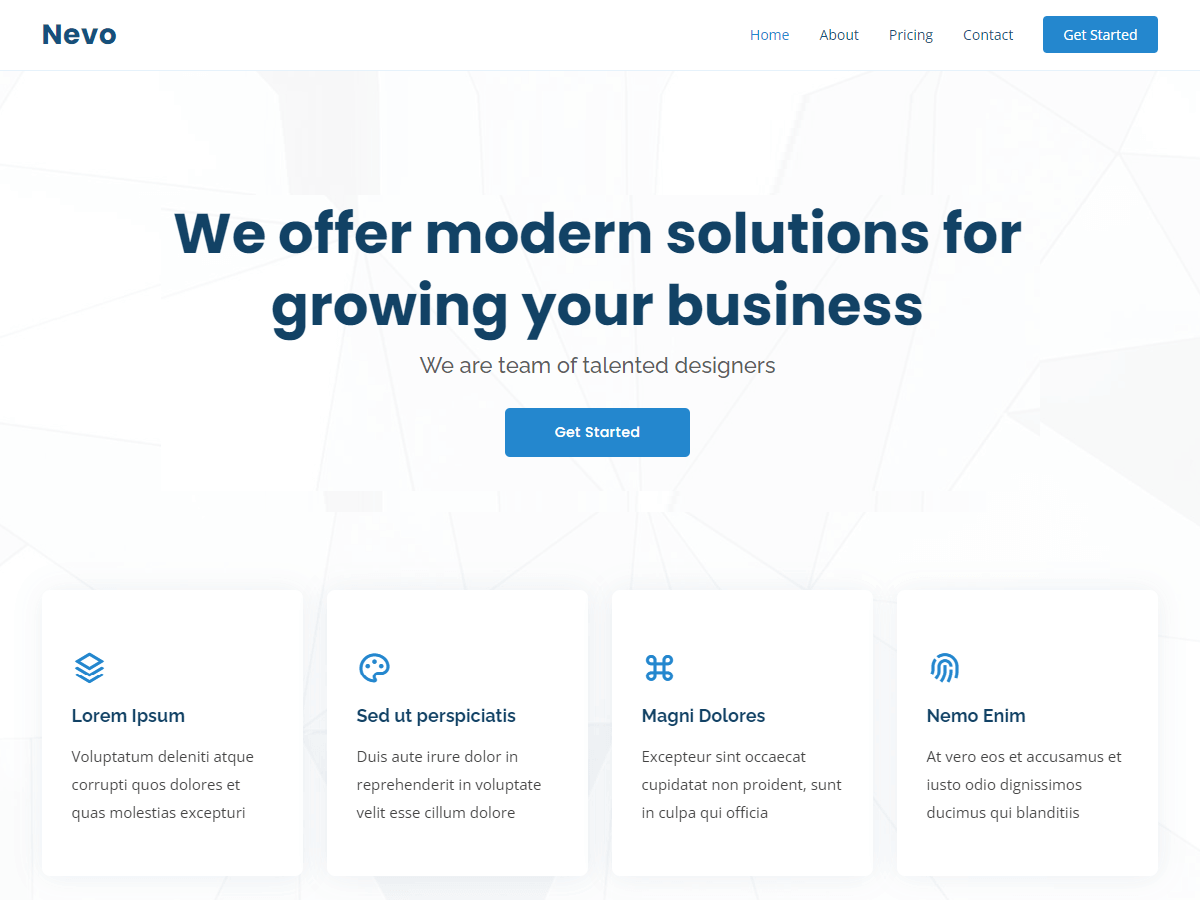 Nevo
Home
About
Pricing
Contact
Get Started
We offer modern solutions for
growing your business
We are team of talented designers
Get Started
Lorem Ipsum
Voluptatum deleniti atque
corrupti quos dolores et
quas molestias excepturi
Sed ut perspiciatis
Duis aute irure dolor in
reprehenderit in voluptate
velit esse cillum dolore
Magni Dolores
Excepteur sint occaecat
cupidatat non proident, sunt
in culpa qui officia
Nemo Enim
At vero eos et accusamus et
iusto odio dignissimos
ducimus qui blanditiis